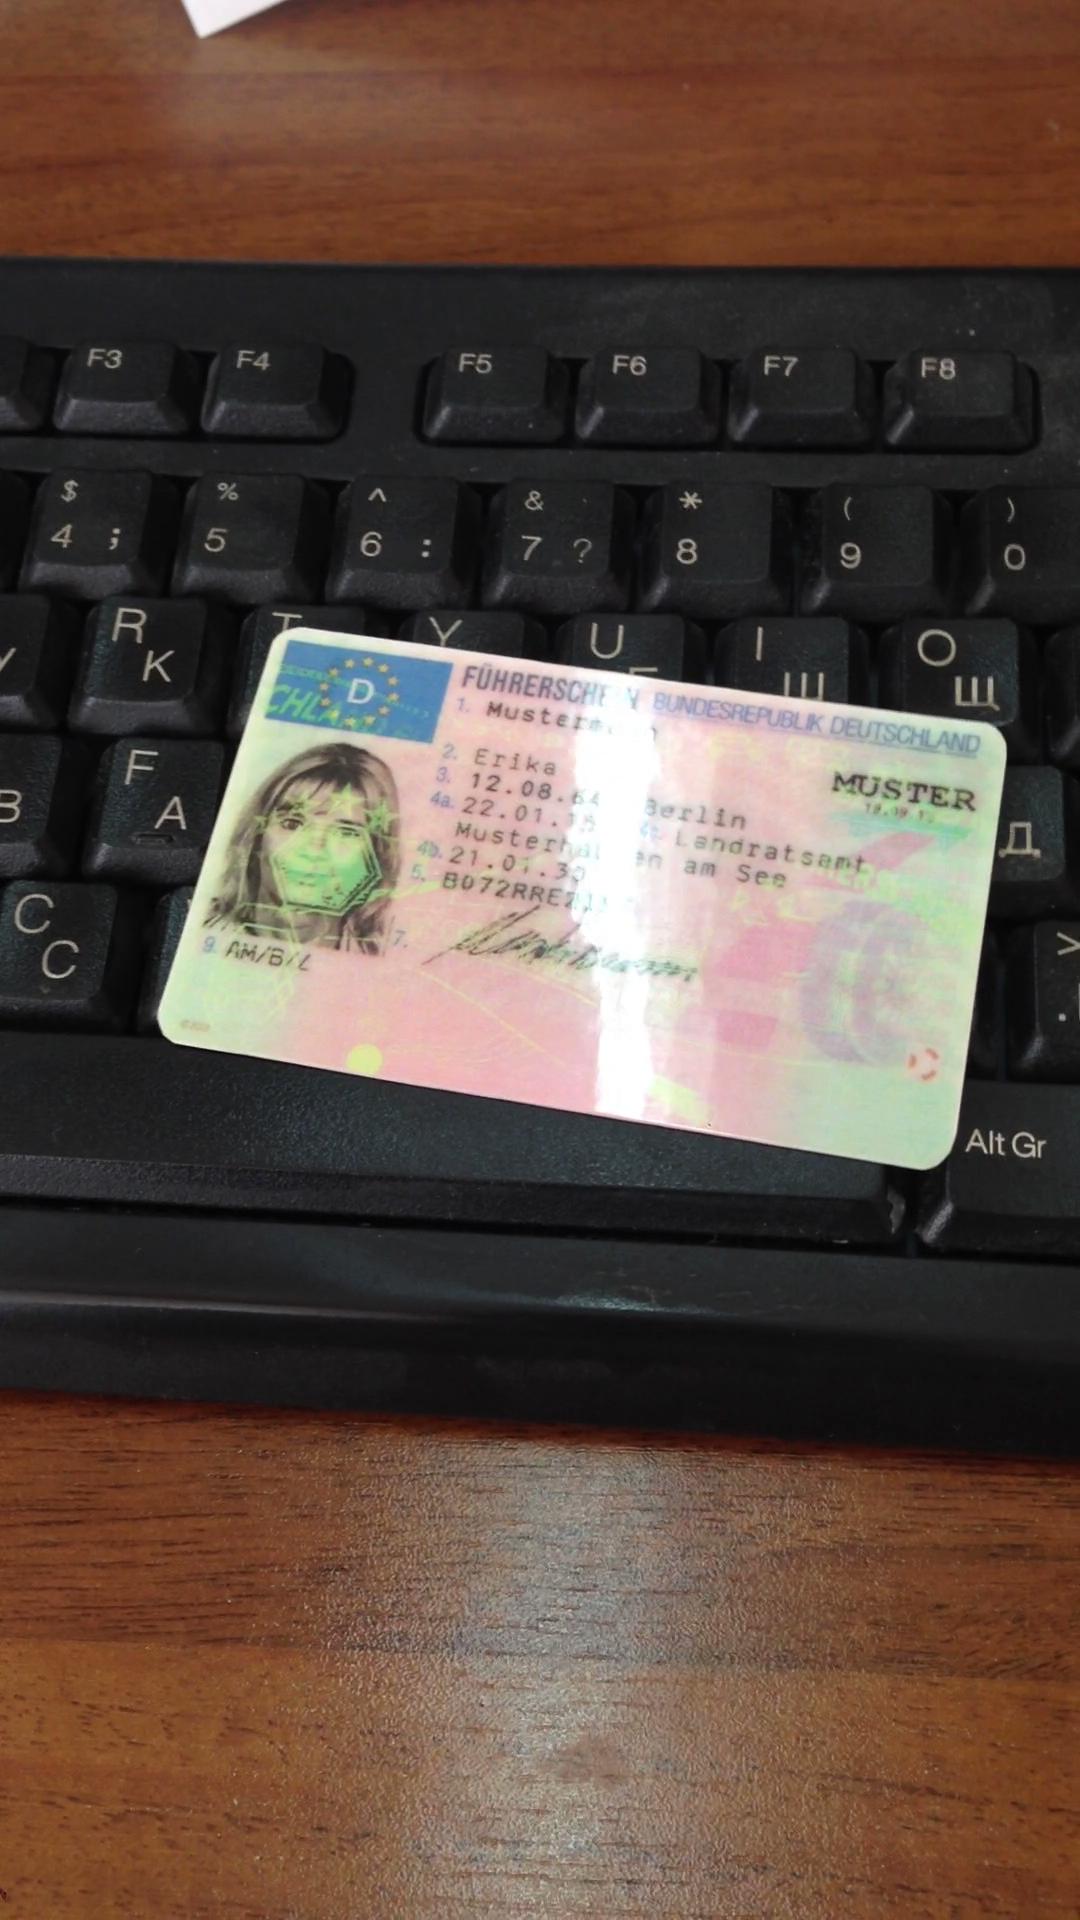 F3 F4 F5 F6 F7 F8
$ % ^ & * ( )
4 ; 5 6 : 7 ? 8 9 0
R T Y U I O
К Ш Щ
D
FÜHRERSCHEIN BUNDESREPUBLIK DEUTSCHLAND
1. Mustermann
2. Erika
MUSTER
3. 12.08.64 Berlin
4a. 22.01.15 4c. Landratsamt
Musterhausen am See
4b. 21.01.30
5.
7.
9. AM/B/L
F
А Д
В
C
С
Alt Gr